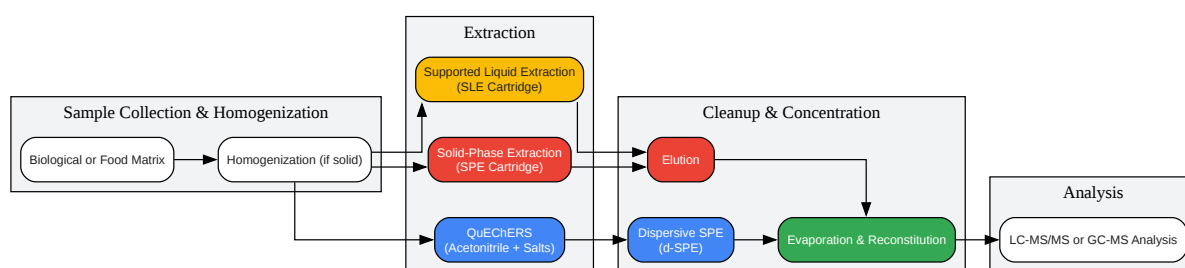 Extraction
Supported Liquid Extraction
(SLE Cartridge)
Sample Collection & Homogenization
Cleanup & Concentration
Biological or Food Matrix
Homogenization (if solid)
Solid-Phase Extraction
(SPE Cartridge)
Elution
Analysis
QuEChERS
(Acetonitrile + Salts)
Dispersive SPE
(d-SPE)
Evaporation & Reconstitution
LC-MS/MS or GC-MS Analysis